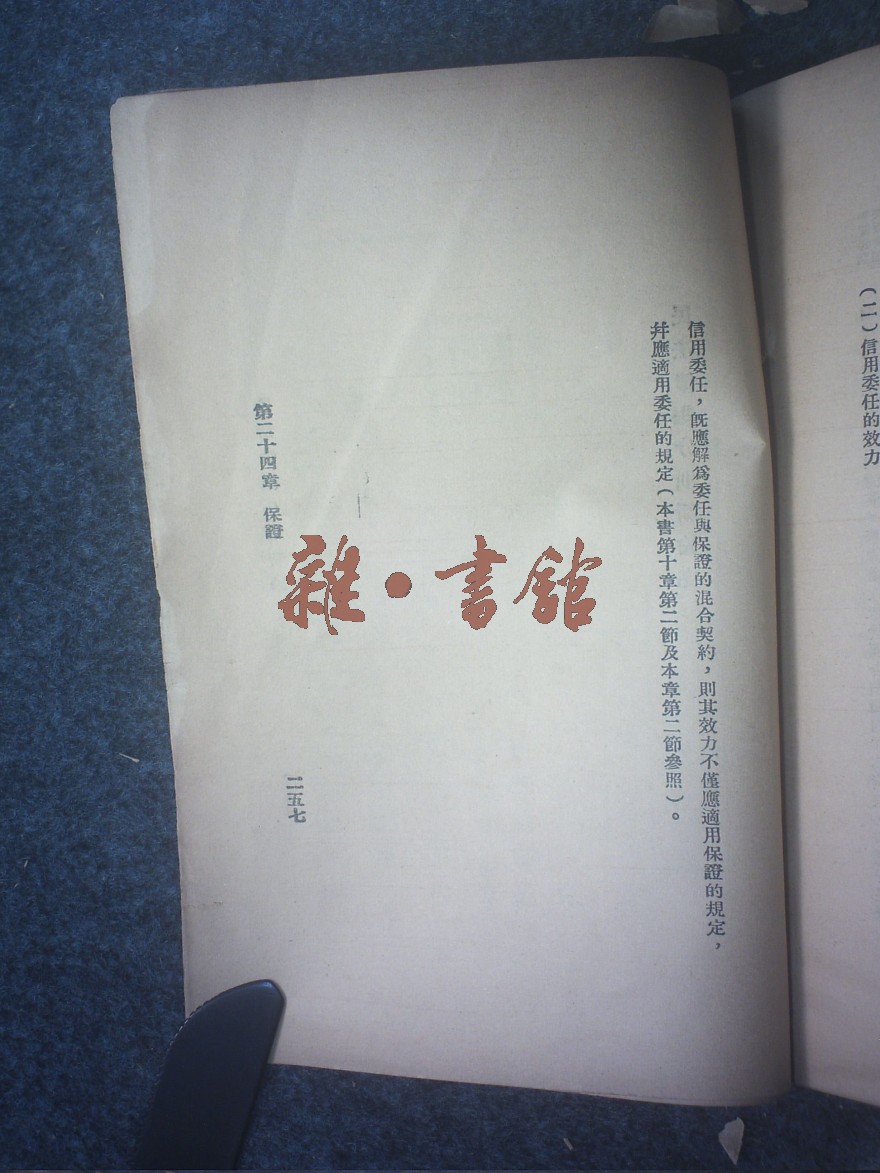 (二)信用委任的效力
信用委任，既應解爲委任與保證的混合契約，則其效力不僅應適用保證的規定，
幷應適用委任的規定(本書第十章第二節及本章第二節參照)。
第二十四章 保證
二五七
雜·書館